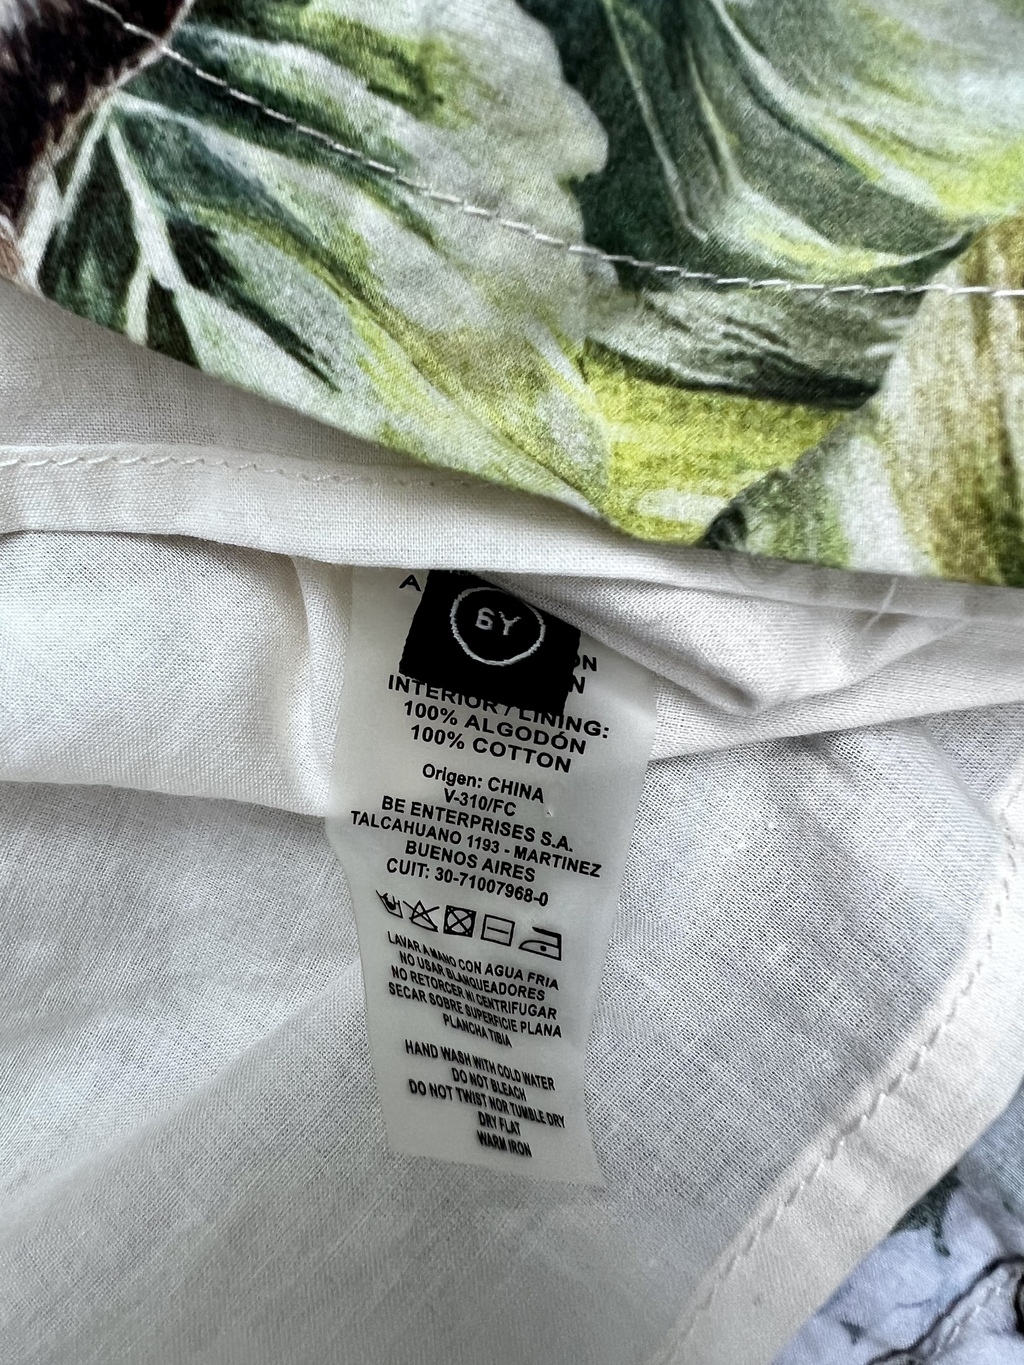 6Y
INTERIOR / LINING:
100% ALGODÓN
100% COTTON
Origen: CHINA
V-310/FC
BE ENTERPRISES S.A.
TALCAHUANO 1193 - MARTINEZ
BUENOS AIRES
CUIT: 30-71007968-0
LAVAR A MANO CON AGUA FRIA
NO USAR BLANQUEADORES
NO RETORCER NI CENTRIFUGAR
SECAR SOBRE SUPERFICIE PLANA
PLANCHA TIBIA
HAND WASH WITH COLD WATER
DO NOT BLEACH
DO NOT TWIST NOR TUMBLE DRY
DRY FLAT
WARM IRON